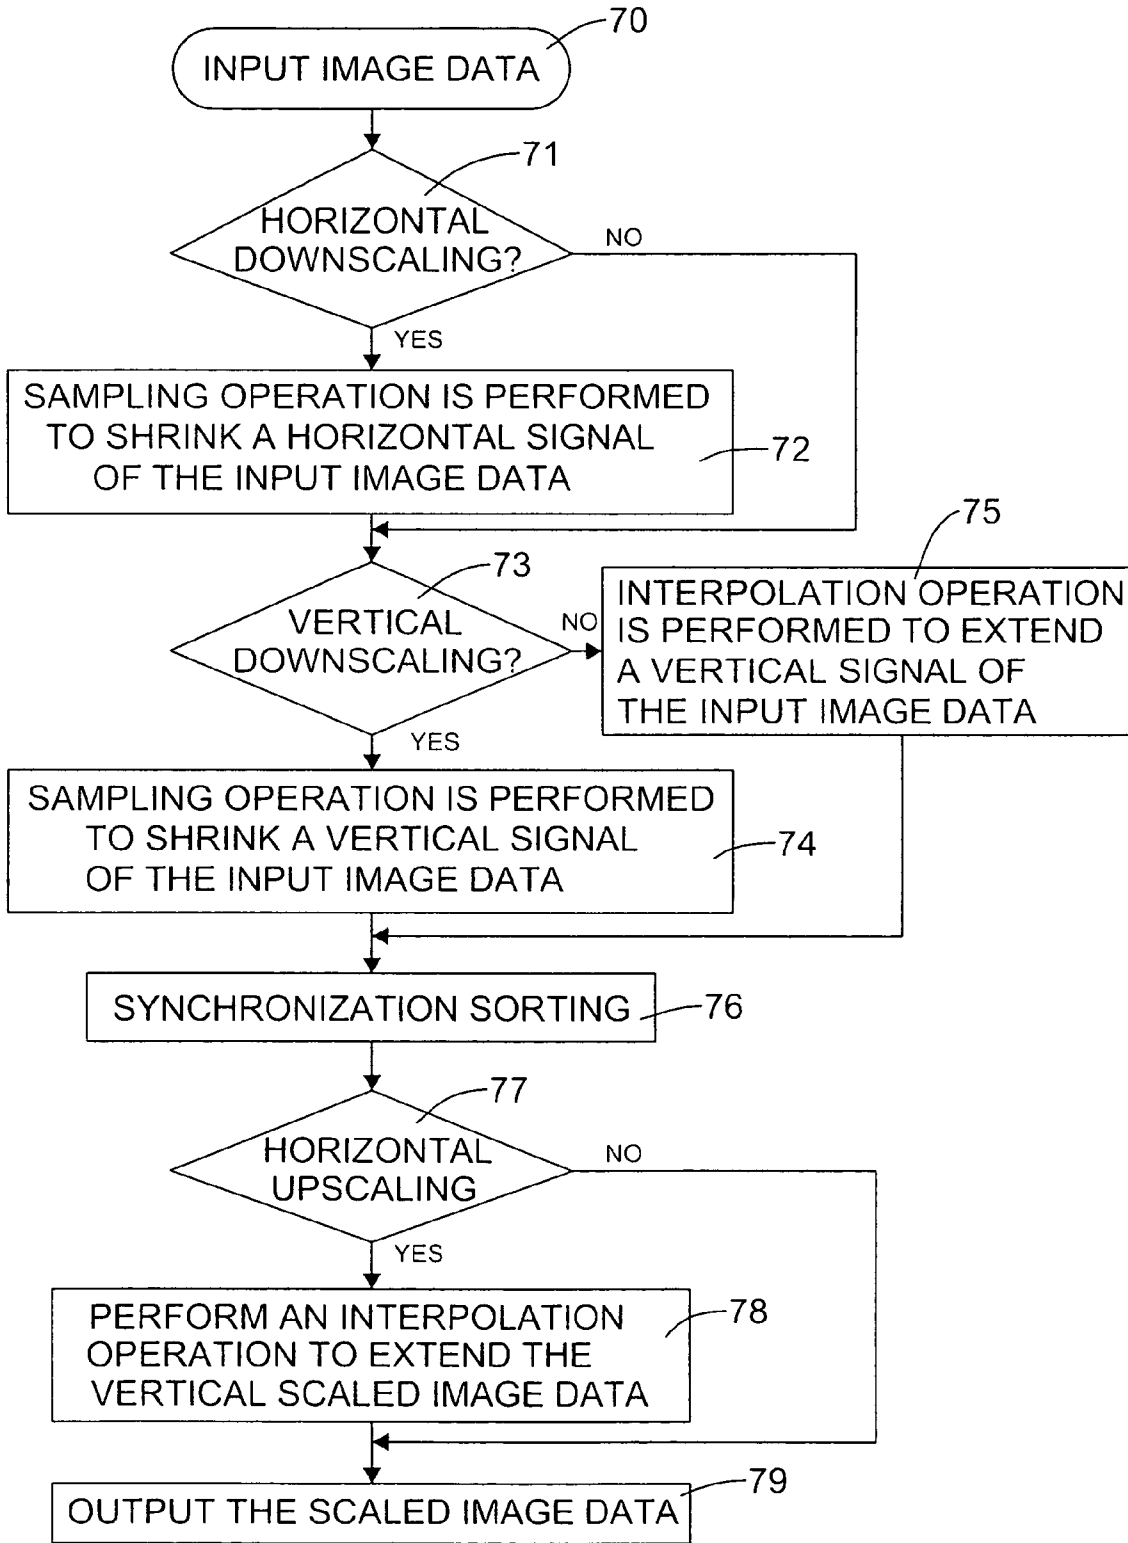 70
INPUT IMAGE DATA
71
HORIZONTAL
DOWNSCALING?
NO
YES
SAMPLING OPERATION IS PERFORMED
TO SHRINK A HORIZONTAL SIGNAL
OF THE INPUT IMAGE DATA
72
73
VERTICAL
DOWNSCALING?
NO
75
INTERPOLATION OPERATION
IS PERFORMED TO EXTEND
A VERTICAL SIGNAL OF
THE INPUT IMAGE DATA
YES
SAMPLING OPERATION IS PERFORMED
TO SHRINK A VERTICAL SIGNAL
OF THE INPUT IMAGE DATA
74
SYNCHRONIZATION SORTING
76
77
HORIZONTAL
UPSCALING
NO
YES
PERFORM AN INTERPOLATION
OPERATION TO EXTEND THE
VERTICAL SCALED IMAGE DATA
78
79
OUTPUT THE SCALED IMAGE DATA